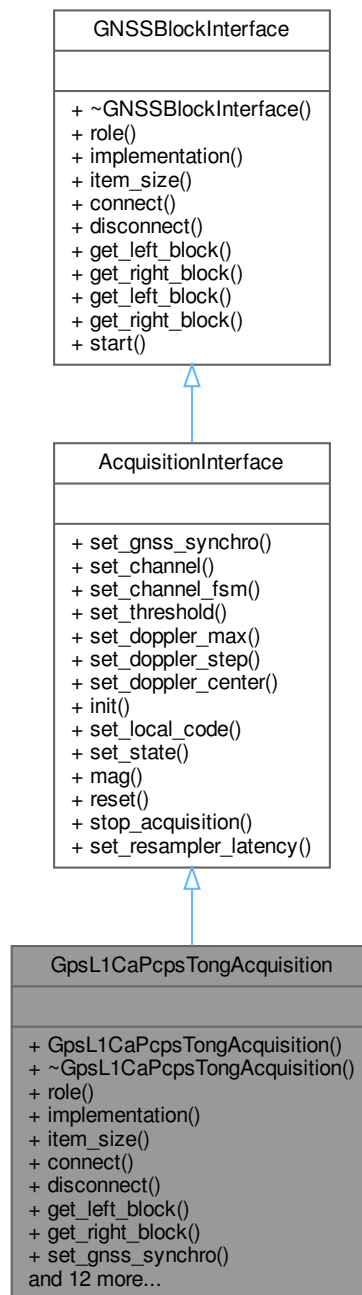 GNSSBlockInterface
+ ~GNSSBlockInterface()
+ role()
+ implementation()
+ item_size()
+ connect()
+ disconnect()
+ get_left_block()
+ get_right_block()
+ get_left_block()
+ get_right_block()
+ start()
AcquisitionInterface
+ set_gnss_synchro()
+ set_channel()
+ set_channel_fsm()
+ set_threshold()
+ set_doppler_max()
+ set_doppler_step()
+ set_doppler_center()
+ init()
+ set_local_code()
+ set_state()
+ mag()
+ reset()
+ stop_acquisition()
+ set_resampler_latency()
GpsL1CaPcpsTongAcquisition
+ GpsL1CaPcpsTongAcquisition()
+ ~GpsL1CaPcpsTongAcquisition()
+ role()
+ implementation()
+ item_size()
+ connect()
+ disconnect()
+ get_left_block()
+ get_right_block()
+ set_gnss_synchro()
and 12 more...